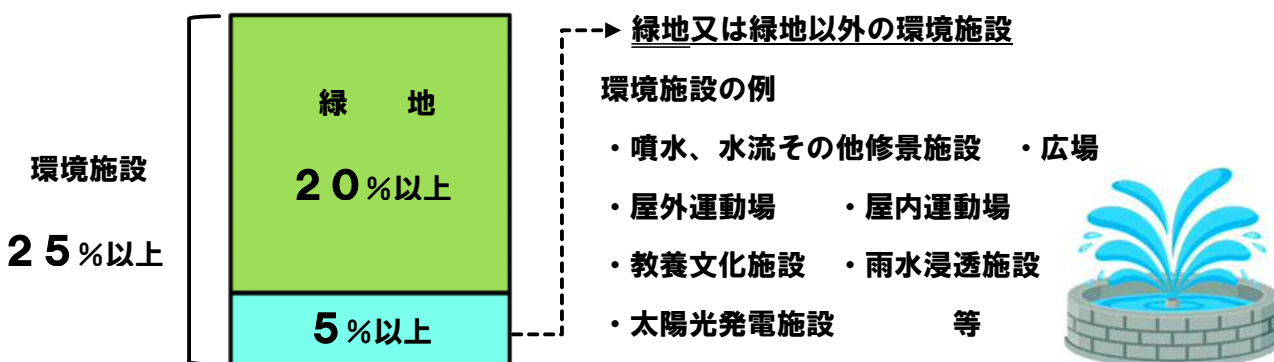 環境施設
25%以上
緑　地
20%以上
5%以上
緑地又は緑地以外の環境施設
環境施設の例
・噴水、水流その他修景施設　・広場
・屋外運動場　・屋内運動場
・教養文化施設　・雨水浸透施設
・太陽光発電施設　等